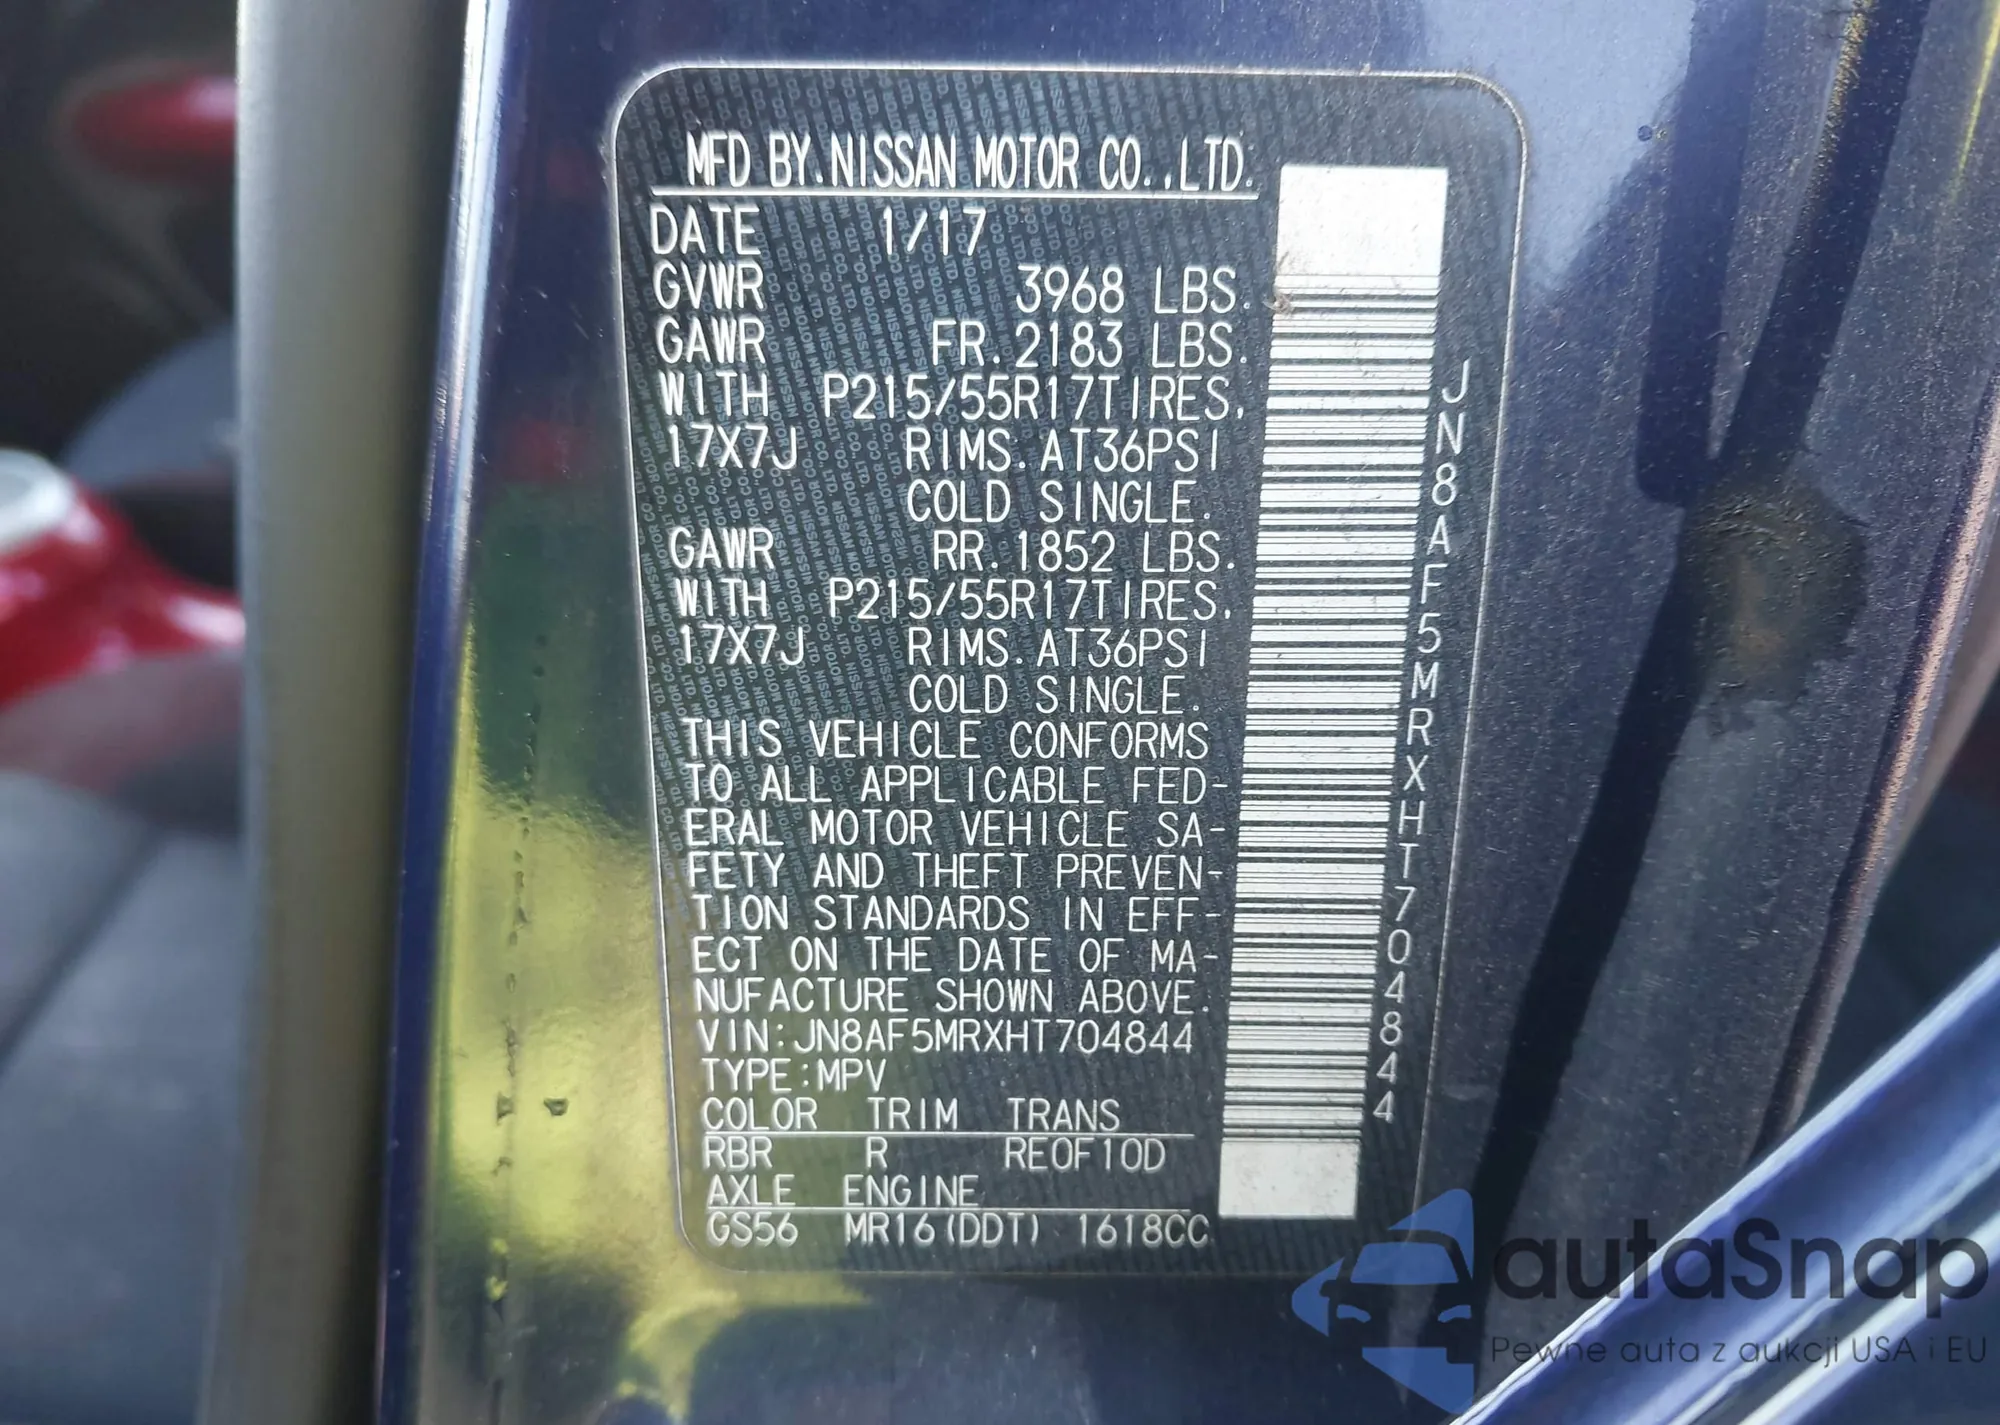 MFD BY.NISSAN MOTOR CO.,LTD.
DATE 1/17
GVWR 3968 LBS.
GAWR FR.2183 LBS.
WITH P215/55R17TIRES,
17X7J RIMS.AT36PSI
COLD SINGLE.
GAWR RR.1852 LBS.
WITH P215/55R17TIRES,
17X7J RIMS.AT36PSI
COLD SINGLE.
THIS VEHICLE CONFORMS
TO ALL APPLICABLE FED-
ERAL MOTOR VEHICLE SA-
FETY AND THEFT PREVEN-
TION STANDARDS IN EFF-
ECT ON THE DATE OF MA-
NUFACTURE SHOWN ABOVE.
VIN:JN8AF5MRXHT704844
TYPE:MPV
COLOR TRIM TRANS
RBR R RE0F10D
AXLE ENGINE
GS56 MR16(DDT) 1618CC
JN8AF5MRXHT704844
autoSnap
Pewne auta z aukcji USA i EU